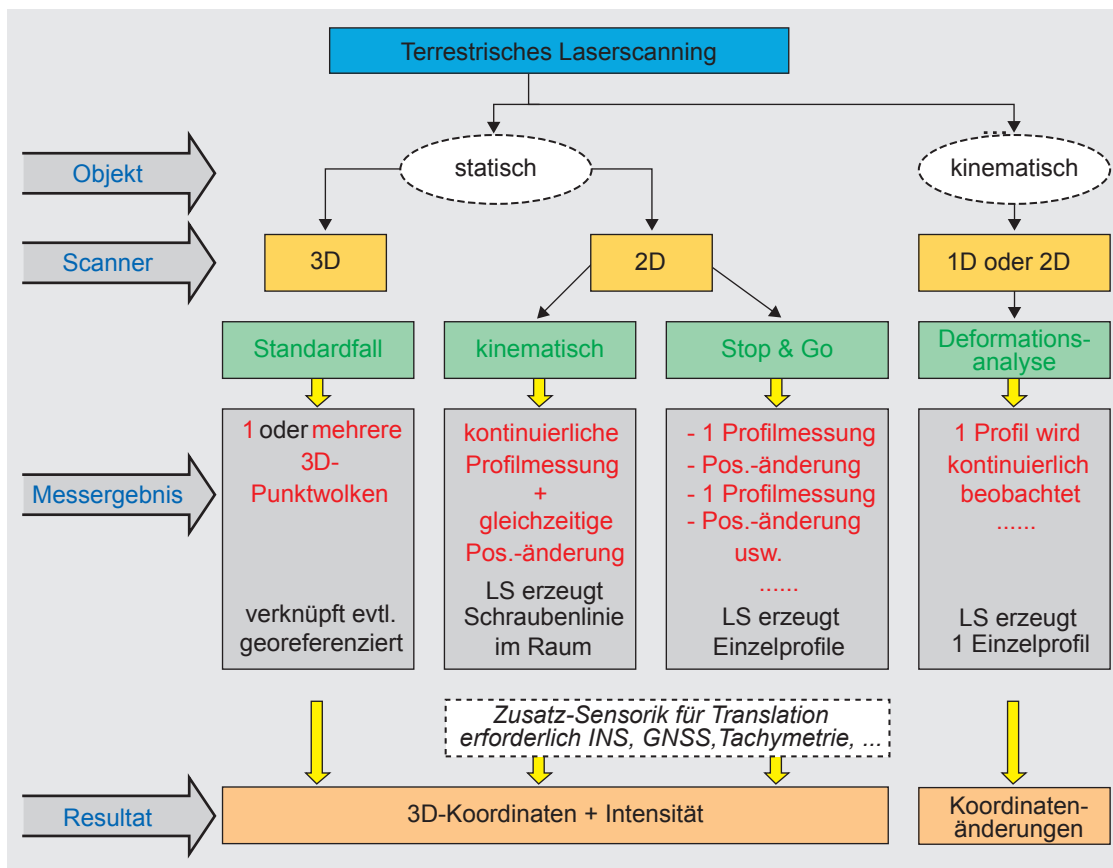 Terrestrisches Laserscanning
Objekt
statisch
kinematisch
Scanner
3D
2D
1D oder 2D
Standardfall
kinematisch
Stop & Go
Deformations-
analyse
Messergebnis
1 oder mehrere
3D-
Punktwolken
verknüpft evtl.
georeferenziert
kontinuierliche
Profilmessung
+
gleichzeitige
Pos.-änderung
LS erzeugt
Schraubenlinie
im Raum
- 1 Profilmessung
- Pos.-änderung
- 1 Profilmessung
- Pos.-änderung
usw.
......
LS erzeugt
Einzelprofile
1 Profil wird
kontinuierlich
beobachtet
......
LS erzeugt
1 Einzelprofil
Zusatz-Sensorik für Translation
erforderlich INS, GNSS,Tachymetrie, ...
Resultat
3D-Koordinaten + Intensität
Koordinaten-
änderungen